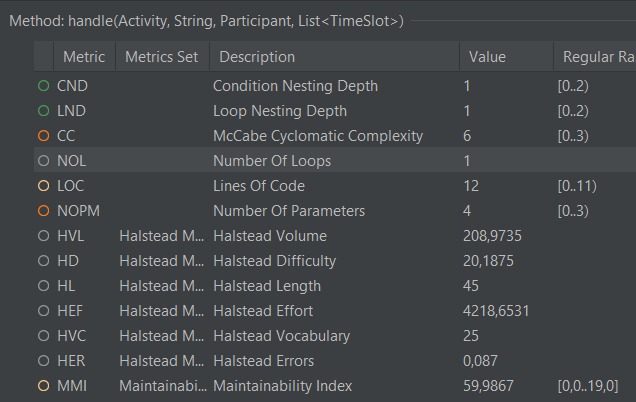 Method: handle(Activity, String, Participant, List<TimeSlot>)
Metric Metrics Set Description Value Regular Ra
CND Condition Nesting Depth 1 [0..2)
LND Loop Nesting Depth 1 [0..2)
CC McCabe Cyclomatic Complexity 6 [0..3)
NOL Number Of Loops 1
LOC Lines Of Code 12 [0..11)
NOPM Number Of Parameters 4 [0..3)
HVL Halstead M... Halstead Volume 208,9735
HD Halstead M... Halstead Difficulty 20,1875
HL Halstead M... Halstead Length 45
HEF Halstead M... Halstead Effort 4218,6531
HVC Halstead M... Halstead Vocabulary 25
HER Halstead M... Halstead Errors 0,087
MMI Maintainabi... Maintainability Index 59,9867 [0,0..19,0]